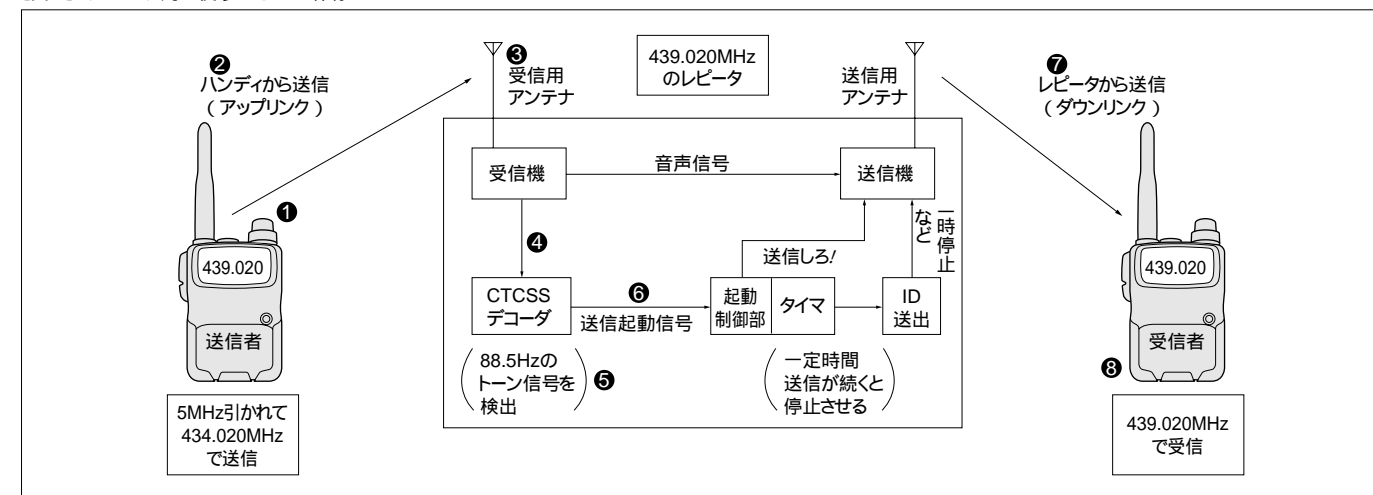 ❷
ハンディから送信
(アップリンク)
❸
受信用
アンテナ
439.020MHz
のレピータ
送信用
アンテナ
❼
レピータから送信
(ダウンリンク)
❶
439.020
送信者
5MHz引かれて
434.020MHz
で送信
受信機
音声信号
送信機
❹
送信しろ!
一時停止
など
CTCSS
デコーダ
❻
送信起動信号
起動
制御部
タイマ
ID
送出
(88.5Hzの
トーン信号を
検出)
❺
(一定時間
送信が続くと
停止させる)
439.020
受信者
❽
439.020MHz
で受信